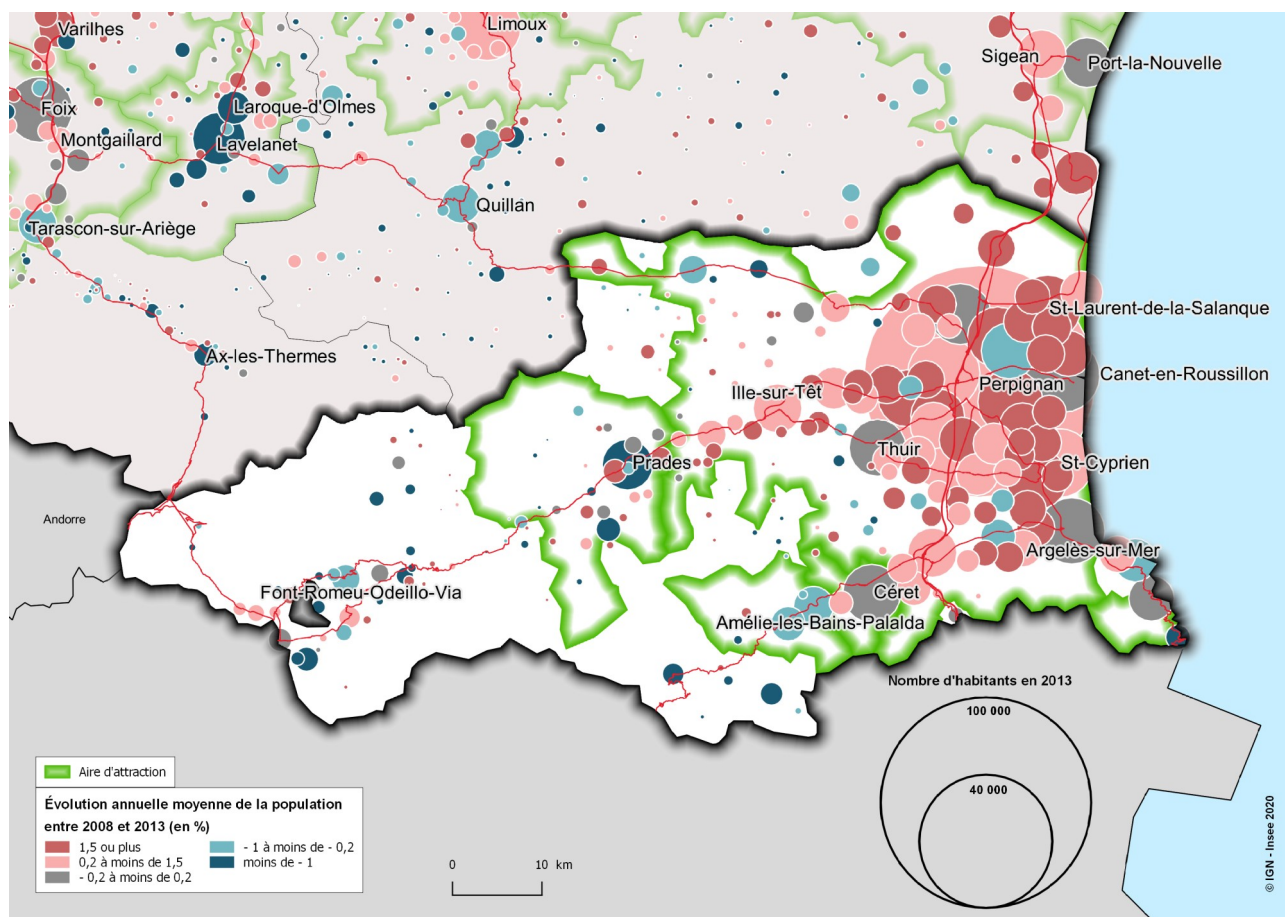 Varilhes
Limoux
Sigean
Port-la-Nouvelle
Foix
Laroque-d'Olmes
Montgaillard
Lavelanet
Quillan
Tarascon-sur-Ariège
St-Laurent-de-la-Salanque
Ax-les-Thermes
Canet-en-Roussillon
Perpignan
Ille-sur-Têt
Thuir
Prades
St-Cyprien
Andorre
Argelès-sur-Mer
Font-Romeu-Odeillo-Via
Céret
Amélie-les-Bains-Palalda
Nombre d'habitants en 2013
100 000
40 000
Aire d'attraction
Évolution annuelle moyenne de la population
entre 2008 et 2013 (en %)
1,5 ou plus
- 1 à moins de - 0,2
0,2 à moins de 1,5
moins de - 1
- 0,2 à moins de 0,2
0 10 km
© IGN - Insee 2020